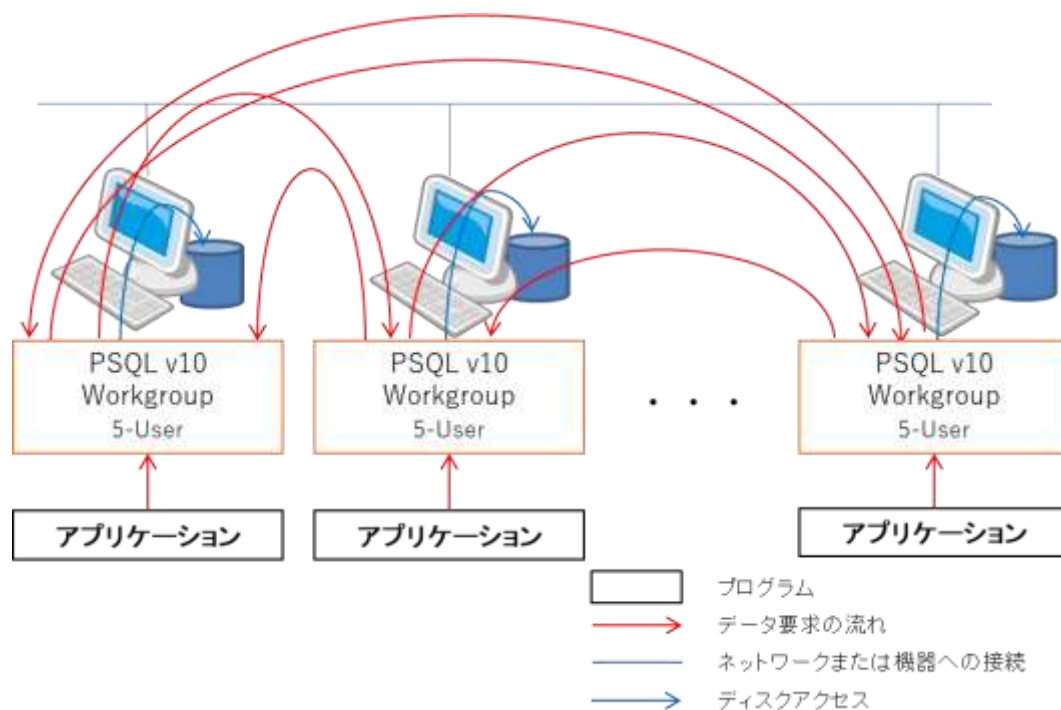 PSQL v10
Workgroup
5-User
PSQL v10
Workgroup
5-User
・・・
PSQL v10
Workgroup
5-User
アプリケーション
アプリケーション
アプリケーション
プログラム
データ要求の流れ
ネットワークまたは機器への接続
ディスクアクセス